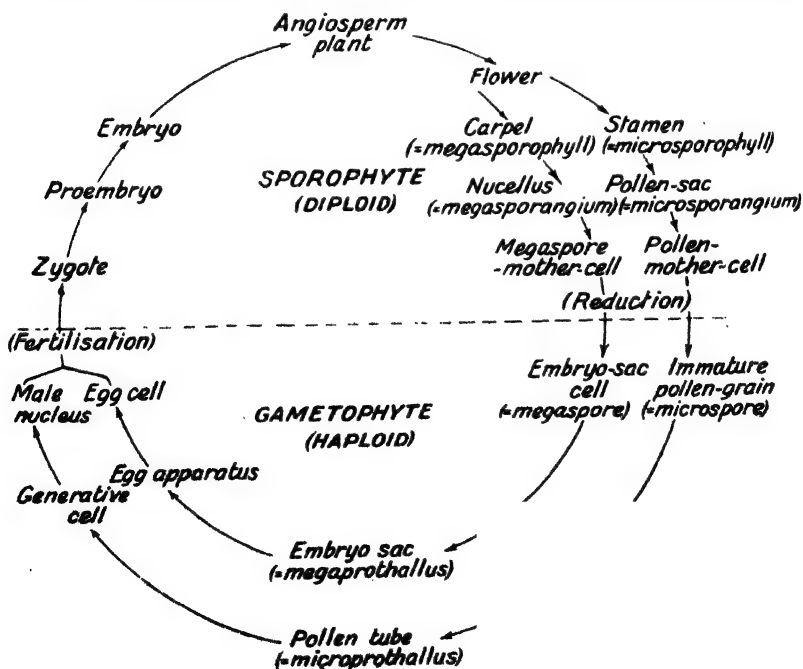 Angiosperm
plant
Flower
Carpel
(=megasporophyll)
Stamen
(=microsporophyll)
Embryo
SPOROPHYTE
(DIPLOID)
Nucellus
(=megasporangium)
Pollen-sac
(=microsporangium)
Proembryo
Megaspore
-mother-cell
Pollen-
mother-cell
Zygote
(Reduction)
(Fertilisation)
Male
nucleus
Egg cell
GAMETOPHYTE
(HAPLOID)
Embryo-sac
cell
(=megaspore)
Immature
pollen-grain
(=microspore)
Egg apparatus
Generative
cell
Embryo sac
(=megaprothallus)
Pollen tube
(=microprothallus)